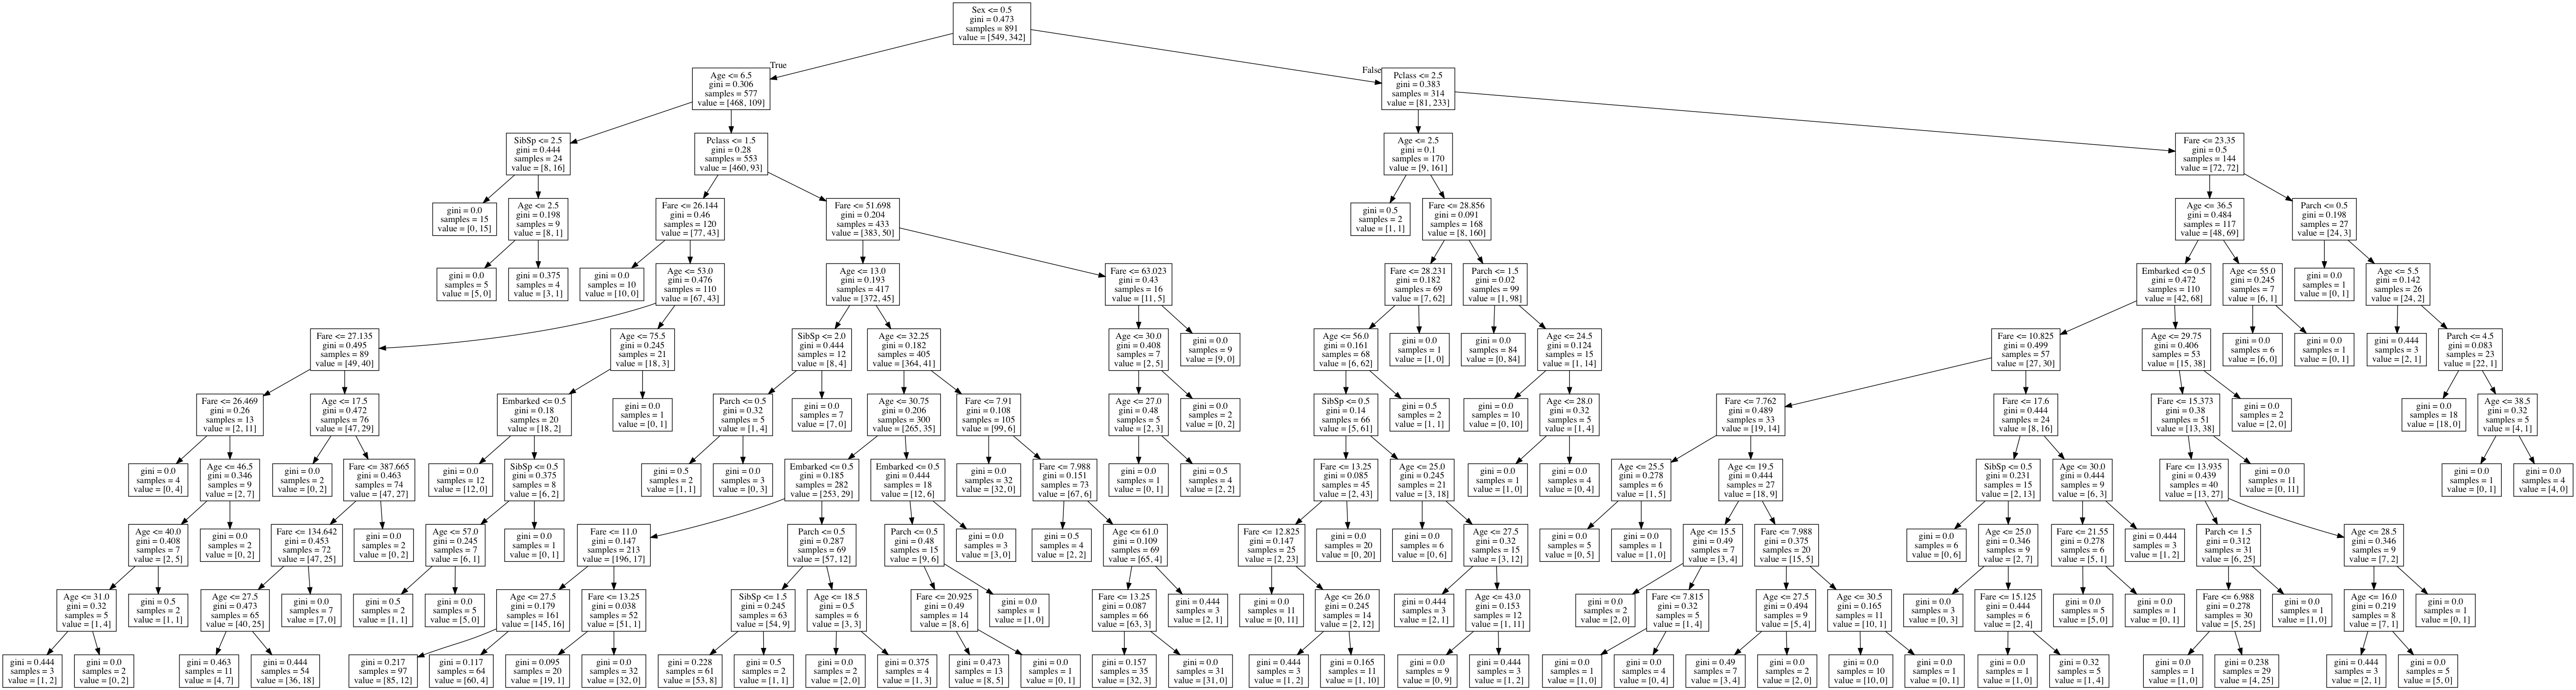 Sex <= 0.5
gini = 0.473
samples = 891
value = [549, 342]
True
False
Age <= 6.5
gini = 0.306
samples = 577
value = [468, 109]
Pclass <= 2.5
gini = 0.383
samples = 314
value = [81, 233]
SibSp <= 2.5
gini = 0.444
samples = 24
value = [8, 16]
Pclass <= 1.5
gini = 0.28
samples = 553
value = [460, 93]
Age <= 2.5
gini = 0.1
samples = 170
value = [9, 161]
Fare <= 23.35
gini = 0.5
samples = 144
value = [72, 72]
gini = 0.0
samples = 15
value = [0, 15]
Age <= 2.5
gini = 0.198
samples = 9
value = [8, 1]
Fare <= 26.144
gini = 0.46
samples = 120
value = [77, 43]
Fare <= 51.698
gini = 0.204
samples = 433
value = [383, 50]
gini = 0.5
samples = 2
value = [1, 1]
Fare <= 28.856
gini = 0.091
samples = 168
value = [8, 160]
Age <= 36.5
gini = 0.484
samples = 117
value = [48, 69]
Parch <= 0.5
gini = 0.198
samples = 27
value = [24, 3]
gini = 0.0
samples = 5
value = [5, 0]
gini = 0.375
samples = 4
value = [3, 1]
gini = 0.0
samples = 10
value = [10, 0]
Age <= 53.0
gini = 0.476
samples = 110
value = [67, 43]
Age <= 13.0
gini = 0.193
samples = 417
value = [372, 45]
Fare <= 63.023
gini = 0.43
samples = 16
value = [11, 5]
Fare <= 28.231
gini = 0.182
samples = 69
value = [7, 62]
Parch <= 1.5
gini = 0.02
samples = 99
value = [1, 98]
Embarked <= 0.5
gini = 0.472
samples = 110
value = [42, 68]
Age <= 55.0
gini = 0.245
samples = 7
value = [6, 1]
gini = 0.0
samples = 1
value = [0, 1]
Age <= 5.5
gini = 0.142
samples = 26
value = [24, 2]
Fare <= 27.135
gini = 0.495
samples = 89
value = [49, 40]
Age <= 75.5
gini = 0.245
samples = 21
value = [18, 3]
SibSp <= 2.0
gini = 0.444
samples = 12
value = [8, 4]
Age <= 32.25
gini = 0.182
samples = 405
value = [364, 41]
Age <= 30.0
gini = 0.408
samples = 7
value = [2, 5]
gini = 0.0
samples = 9
value = [9, 0]
Age <= 56.0
gini = 0.161
samples = 68
value = [6, 62]
gini = 0.0
samples = 1
value = [1, 0]
gini = 0.0
samples = 84
value = [0, 84]
Age <= 24.5
gini = 0.124
samples = 15
value = [1, 14]
Fare <= 10.825
gini = 0.499
samples = 57
value = [27, 30]
Age <= 29.75
gini = 0.406
samples = 53
value = [15, 38]
gini = 0.0
samples = 6
value = [6, 0]
gini = 0.0
samples = 1
value = [0, 1]
gini = 0.444
samples = 3
value = [2, 1]
Parch <= 4.5
gini = 0.083
samples = 23
value = [22, 1]
Fare <= 26.469
gini = 0.26
samples = 13
value = [2, 11]
Age <= 17.5
gini = 0.472
samples = 76
value = [47, 29]
Embarked <= 0.5
gini = 0.18
samples = 20
value = [18, 2]
gini = 0.0
samples = 1
value = [0, 1]
Parch <= 0.5
gini = 0.32
samples = 5
value = [1, 4]
gini = 0.0
samples = 7
value = [7, 0]
Age <= 30.75
gini = 0.206
samples = 300
value = [265, 35]
Fare <= 7.91
gini = 0.108
samples = 105
value = [99, 6]
Age <= 27.0
gini = 0.48
samples = 5
value = [2, 3]
gini = 0.0
samples = 2
value = [0, 2]
SibSp <= 0.5
gini = 0.14
samples = 66
value = [5, 61]
gini = 0.5
samples = 2
value = [1, 1]
gini = 0.0
samples = 10
value = [0, 10]
Age <= 28.0
gini = 0.32
samples = 5
value = [1, 4]
Fare <= 7.762
gini = 0.489
samples = 33
value = [19, 14]
Fare <= 17.6
gini = 0.444
samples = 24
value = [8, 16]
Fare <= 15.373
gini = 0.38
samples = 51
value = [13, 38]
gini = 0.0
samples = 2
value = [2, 0]
gini = 0.0
samples = 18
value = [18, 0]
Age <= 38.5
gini = 0.32
samples = 5
value = [4, 1]
gini = 0.0
samples = 4
value = [0, 4]
Age <= 46.5
gini = 0.346
samples = 9
value = [2, 7]
gini = 0.0
samples = 2
value = [0, 2]
Fare <= 387.665
gini = 0.463
samples = 74
value = [47, 27]
gini = 0.0
samples = 12
value = [12, 0]
SibSp <= 0.5
gini = 0.375
samples = 8
value = [6, 2]
gini = 0.5
samples = 2
value = [1, 1]
gini = 0.0
samples = 3
value = [0, 3]
Embarked <= 0.5
gini = 0.185
samples = 282
value = [253, 29]
Embarked <= 0.5
gini = 0.444
samples = 18
value = [12, 6]
gini = 0.0
samples = 32
value = [32, 0]
Fare <= 7.988
gini = 0.151
samples = 73
value = [67, 6]
gini = 0.0
samples = 1
value = [0, 1]
gini = 0.5
samples = 4
value = [2, 2]
Fare <= 13.25
gini = 0.085
samples = 45
value = [2, 43]
Age <= 25.0
gini = 0.245
samples = 21
value = [3, 18]
gini = 0.0
samples = 1
value = [1, 0]
gini = 0.0
samples = 4
value = [0, 4]
Age <= 25.5
gini = 0.278
samples = 6
value = [1, 5]
Age <= 19.5
gini = 0.444
samples = 27
value = [18, 9]
SibSp <= 0.5
gini = 0.231
samples = 15
value = [2, 13]
Age <= 30.0
gini = 0.444
samples = 9
value = [6, 3]
Fare <= 13.935
gini = 0.439
samples = 40
value = [13, 27]
gini = 0.0
samples = 11
value = [0, 11]
gini = 0.0
samples = 1
value = [0, 1]
gini = 0.0
samples = 4
value = [4, 0]
Age <= 40.0
gini = 0.408
samples = 7
value = [2, 5]
gini = 0.0
samples = 2
value = [0, 2]
Fare <= 134.642
gini = 0.453
samples = 72
value = [47, 25]
gini = 0.0
samples = 2
value = [0, 2]
Age <= 57.0
gini = 0.245
samples = 7
value = [6, 1]
gini = 0.0
samples = 1
value = [0, 1]
Fare <= 11.0
gini = 0.147
samples = 213
value = [196, 17]
Parch <= 0.5
gini = 0.287
samples = 69
value = [57, 12]
Parch <= 0.5
gini = 0.48
samples = 15
value = [9, 6]
gini = 0.0
samples = 3
value = [3, 0]
gini = 0.5
samples = 4
value = [2, 2]
Age <= 61.0
gini = 0.109
samples = 69
value = [65, 4]
Fare <= 12.825
gini = 0.147
samples = 25
value = [2, 23]
gini = 0.0
samples = 20
value = [0, 20]
gini = 0.0
samples = 6
value = [0, 6]
Age <= 27.5
gini = 0.32
samples = 15
value = [3, 12]
gini = 0.0
samples = 5
value = [0, 5]
gini = 0.0
samples = 1
value = [1, 0]
Age <= 15.5
gini = 0.49
samples = 7
value = [3, 4]
Fare <= 7.988
gini = 0.375
samples = 20
value = [15, 5]
gini = 0.0
samples = 6
value = [0, 6]
Age <= 25.0
gini = 0.346
samples = 9
value = [2, 7]
Fare <= 21.55
gini = 0.278
samples = 6
value = [5, 1]
gini = 0.444
samples = 3
value = [1, 2]
Parch <= 1.5
gini = 0.312
samples = 31
value = [6, 25]
Age <= 28.5
gini = 0.346
samples = 9
value = [7, 2]
Age <= 31.0
gini = 0.32
samples = 5
value = [1, 4]
gini = 0.5
samples = 2
value = [1, 1]
Age <= 27.5
gini = 0.473
samples = 65
value = [40, 25]
gini = 0.0
samples = 7
value = [7, 0]
gini = 0.5
samples = 2
value = [1, 1]
gini = 0.0
samples = 5
value = [5, 0]
Age <= 27.5
gini = 0.179
samples = 161
value = [145, 16]
Fare <= 13.25
gini = 0.038
samples = 52
value = [51, 1]
SibSp <= 1.5
gini = 0.245
samples = 63
value = [54, 9]
Age <= 18.5
gini = 0.5
samples = 6
value = [3, 3]
Fare <= 20.925
gini = 0.49
samples = 14
value = [8, 6]
gini = 0.0
samples = 1
value = [1, 0]
Fare <= 13.25
gini = 0.087
samples = 66
value = [63, 3]
gini = 0.444
samples = 3
value = [2, 1]
gini = 0.0
samples = 11
value = [0, 11]
Age <= 26.0
gini = 0.245
samples = 14
value = [2, 12]
gini = 0.444
samples = 3
value = [2, 1]
Age <= 43.0
gini = 0.153
samples = 12
value = [1, 11]
gini = 0.0
samples = 2
value = [2, 0]
Fare <= 7.815
gini = 0.32
samples = 5
value = [1, 4]
Age <= 27.5
gini = 0.494
samples = 9
value = [5, 4]
Age <= 30.5
gini = 0.165
samples = 11
value = [10, 1]
gini = 0.0
samples = 3
value = [0, 3]
Fare <= 15.125
gini = 0.444
samples = 6
value = [2, 4]
gini = 0.0
samples = 5
value = [5, 0]
gini = 0.0
samples = 1
value = [0, 1]
Fare <= 6.988
gini = 0.278
samples = 30
value = [5, 25]
gini = 0.0
samples = 1
value = [1, 0]
Age <= 16.0
gini = 0.219
samples = 8
value = [7, 1]
gini = 0.0
samples = 1
value = [0, 1]
gini = 0.444
samples = 3
value = [1, 2]
gini = 0.0
samples = 2
value = [0, 2]
gini = 0.463
samples = 11
value = [4, 7]
gini = 0.444
samples = 54
value = [36, 18]
gini = 0.217
samples = 97
value = [85, 12]
gini = 0.117
samples = 64
value = [60, 4]
gini = 0.095
samples = 20
value = [19, 1]
gini = 0.0
samples = 32
value = [32, 0]
gini = 0.228
samples = 61
value = [53, 8]
gini = 0.5
samples = 2
value = [1, 1]
gini = 0.0
samples = 2
value = [2, 0]
gini = 0.375
samples = 4
value = [1, 3]
gini = 0.473
samples = 13
value = [8, 5]
gini = 0.0
samples = 1
value = [0, 1]
gini = 0.157
samples = 35
value = [32, 3]
gini = 0.0
samples = 31
value = [31, 0]
gini = 0.444
samples = 3
value = [1, 2]
gini = 0.165
samples = 11
value = [1, 10]
gini = 0.0
samples = 9
value = [0, 9]
gini = 0.444
samples = 3
value = [1, 2]
gini = 0.0
samples = 1
value = [1, 0]
gini = 0.0
samples = 4
value = [0, 4]
gini = 0.49
samples = 7
value = [3, 4]
gini = 0.0
samples = 2
value = [2, 0]
gini = 0.0
samples = 10
value = [10, 0]
gini = 0.0
samples = 1
value = [0, 1]
gini = 0.0
samples = 1
value = [1, 0]
gini = 0.32
samples = 5
value = [1, 4]
gini = 0.0
samples = 1
value = [1, 0]
gini = 0.238
samples = 29
value = [4, 25]
gini = 0.444
samples = 3
value = [2, 1]
gini = 0.0
samples = 5
value = [5, 0]